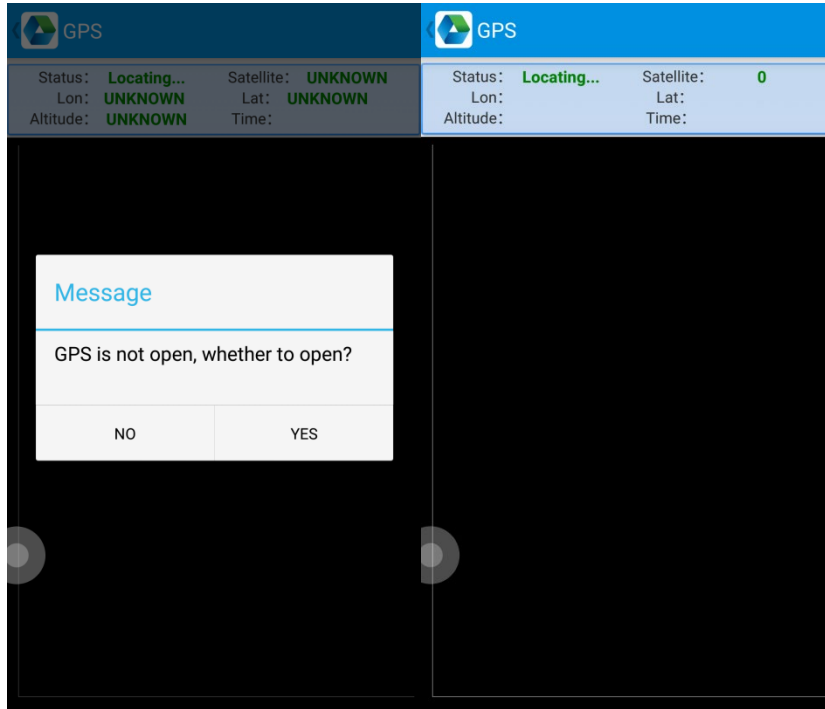 GPS
Status： Locating... Satellite： UNKNOWN
Lon： UNKNOWN Lat： UNKNOWN
Altitude： UNKNOWN Time：
Message
GPS is not open, whether to open?
NO YES
GPS
Status： Locating... Satellite： 0
Lon： Lat：
Altitude： Time：